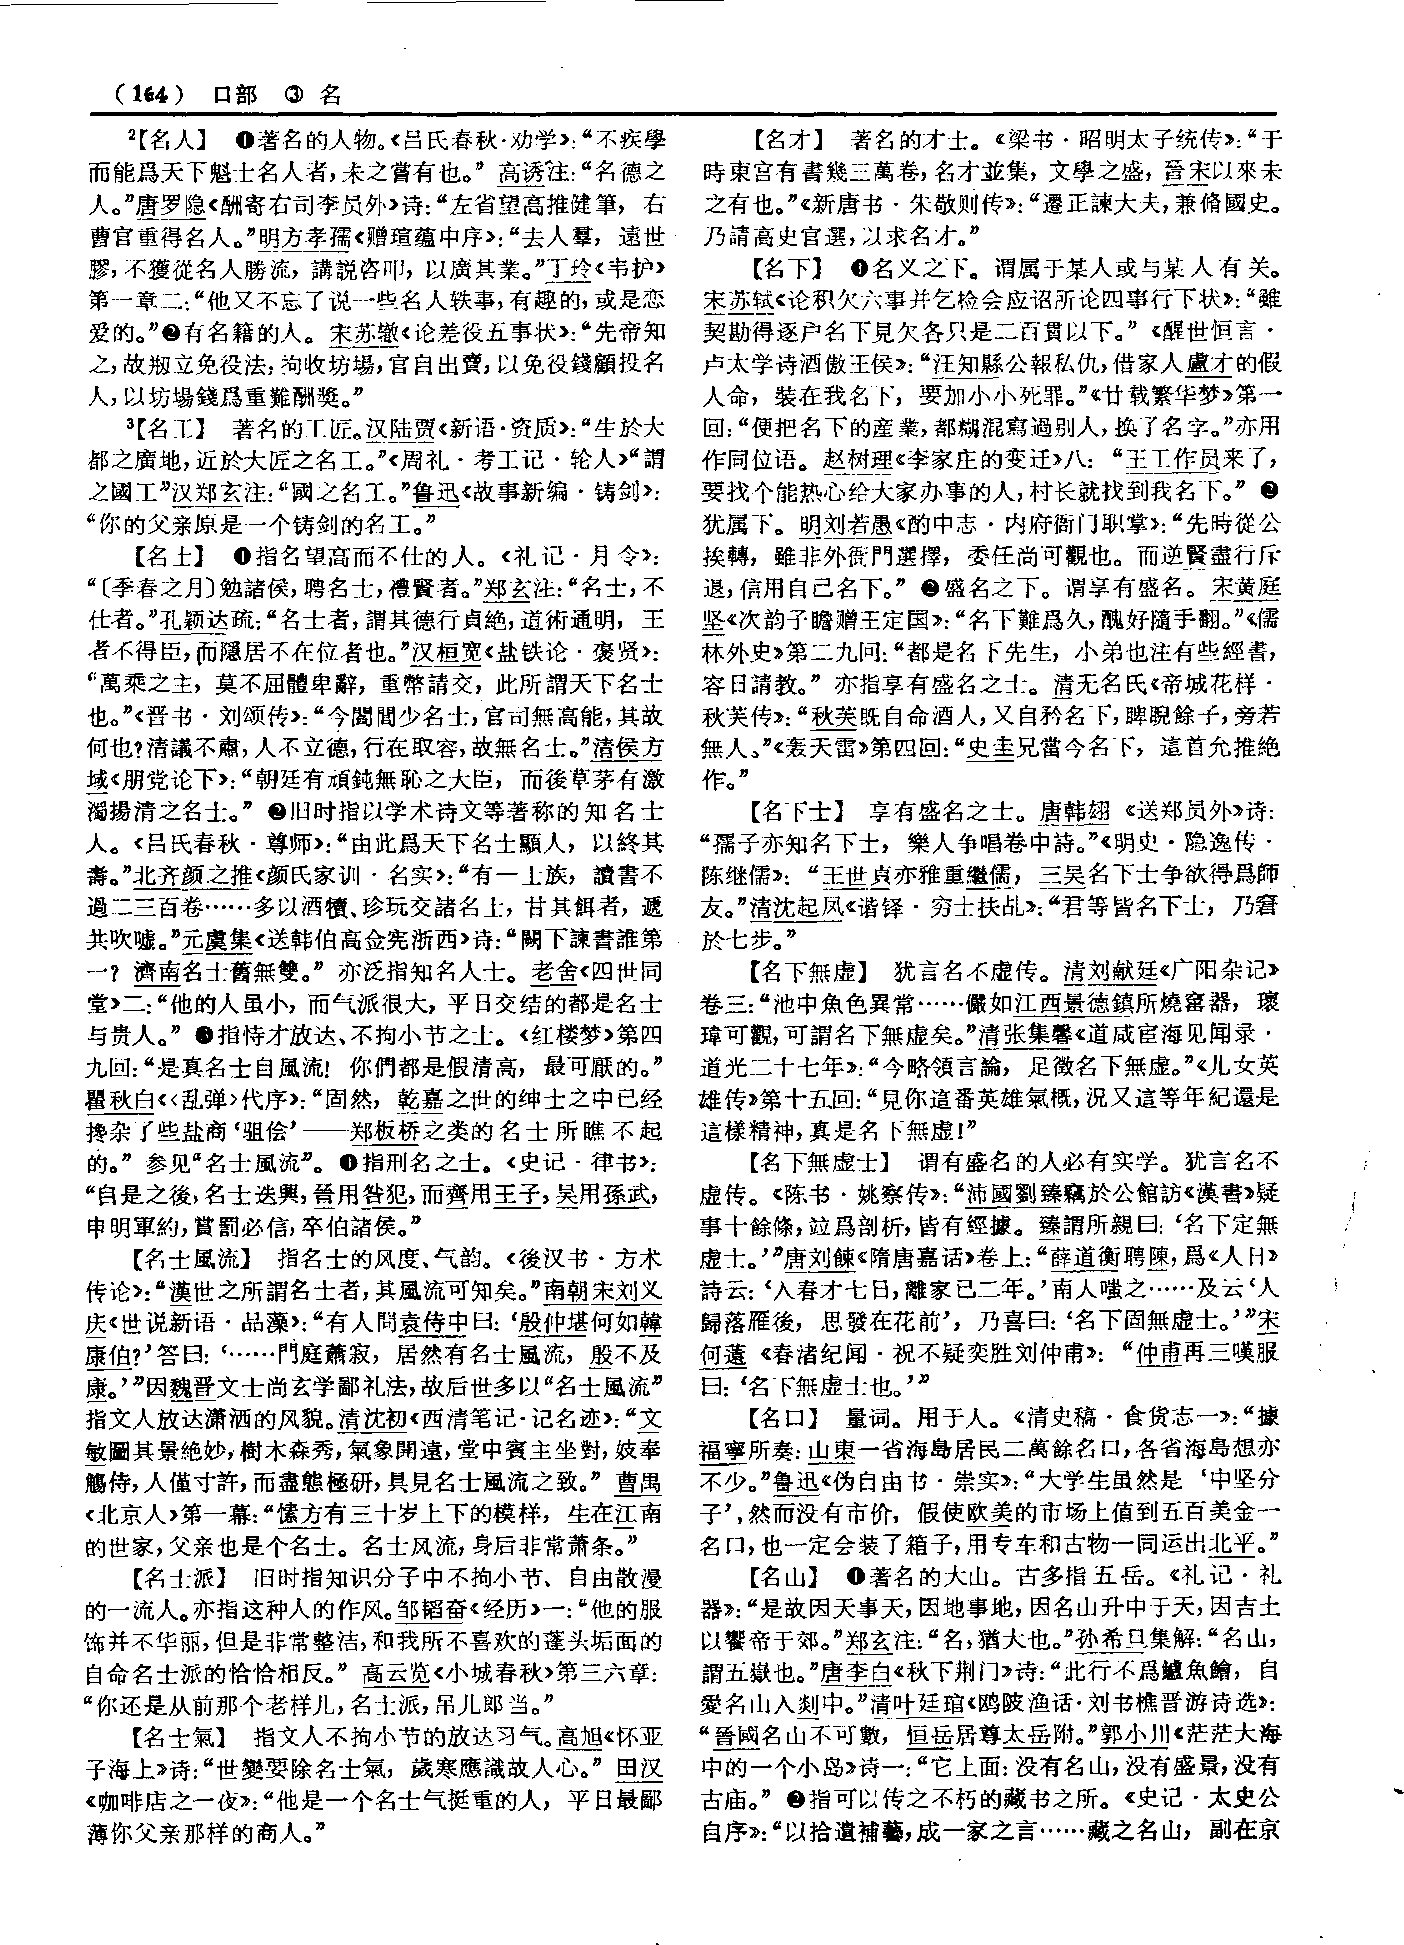 （164） 口部 ③ 名
²【名人】 ❶著名的人物。《吕氏春秋·劝学》：“不疾學
而能爲天下魁士名人者，未之嘗有也。”高诱注：“名德之
人。”唐罗隐《酬寄右司李员外》诗：“左省望高推健筆，右
曹官重得名人。”明方孝孺《赠瑄蕴中序》：“去人羣，遠世
膠，不獲從名人勝流，講説咨叩，以廣其業。”丁玲《韦护》
第一章二：“他又不忘了说一些名人轶事，有趣的，或是恋
爱的。”❷有名籍的人。宋苏辙《论差役五事状》：“先帝知
之，故刱立免役法，拘收坊場，官自出賣，以免役錢顧投名
人，以坊場錢爲重難酬獎。”
³【名工】 著名的工匠。汉陆贾《新语·资质》：“生於大
都之廣地，近於大匠之名工。”《周礼·考工记·轮人》“謂
之國工”汉郑玄注：“國之名工。”鲁迅《故事新编·铸剑》：
“你的父亲原是一个铸剑的名工。”
【名士】 ❶指名望高而不仕的人。《礼记·月令》：
“〔季春之月〕勉諸侯，聘名士，禮賢者。”郑玄注：“名士，不
仕者。”孔颖达疏：“名士者，謂其德行貞絶，道術通明，王
者不得臣，而隱居不在位者也。”汉桓宽《盐铁论·褒贤》：
“萬乘之主，莫不屈體卑辭，重幣請交，此所謂天下名士
也。”《晋书·刘颂传》：“今閭閻少名士，官司無高能，其故
何也？清議不肅，人不立德，行在取容，故無名士。”清侯方
域《朋党论下》：“朝廷有頑鈍無恥之大臣，而後草茅有激
濁揚清之名士。”❷旧时指以学术诗文等著称的知名士
人。《吕氏春秋·尊师》：“由此爲天下名士顯人，以終其
壽。”北齐颜之推《颜氏家训·名实》：“有一士族，讀書不
過二三百卷……多以酒犢、珍玩交諸名士，甘其餌者，遞
共吹嘘。”元虞集《送韩伯高佥宪浙西》诗：“闕下諫書誰第
一？濟南名士舊無雙。”亦泛指知名人士。老舍《四世同
堂》二：“他的人虽小，而气派很大，平日交结的都是名士
与贵人。”❸指恃才放达、不拘小节之士。《红楼梦》第四
九回：“是真名士自風流！你們都是假清高，最可厭的。”
瞿秋白《〈乱弹〉代序》：“固然，乾嘉之世的绅士之中已经
搀杂了些盐商‘驵侩’——郑板桥之类的名士所瞧不起
的。”参见“名士風流”。❹指刑名之士。《史记·律书》：
“自是之後，名士迭興，晉用咎犯，而齊用王子，吴用孫武，
申明軍約，賞罰必信，卒伯諸侯。”
【名士風流】 指名士的风度、气韵。《後汉书·方术
传论》：“漢世之所謂名士者，其風流可知矣。”南朝宋刘义
庆《世说新语·品藻》：“有人問袁侍中曰：‘殷仲堪何如韓
康伯？’答曰：‘……門庭蕭寂，居然有名士風流，殷不及
康。’”因魏晋文士尚玄学鄙礼法，故后世多以“名士風流”
指文人放达潇洒的风貌。清沈初《西清笔记·记名迹》：“文
敏圖其景绝妙，樹木森秀，氣象開遠，堂中賓主坐對，妓奉
觴侍，人僅寸許，而盡態極研，具見名士風流之致。”曹禺
《北京人》第一幕：“愫方有三十岁上下的模样，生在江南
的世家，父亲也是个名士。名士风流，身后非常萧条。”
【名士派】 旧时指知识分子中不拘小节、自由散漫
的一流人。亦指这种人的作风。邹韬奋《经历》一：“他的服
饰并不华丽，但是非常整洁，和我所不喜欢的蓬头垢面的
自命名士派的恰恰相反。”高云览《小城春秋》第三六章：
“你还是从前那个老样儿，名士派，吊儿郎当。”
【名士氣】 指文人不拘小节的放达习气。高旭《怀亚
子海上》诗：“世變要除名士氣，歲寒應識故人心。”田汉
《咖啡店之一夜》：“他是一个名士气挺重的人，平日最鄙
薄你父亲那样的商人。”
【名才】 著名的才士。《梁书·昭明太子统传》：“于
時東宫有書幾三萬卷，名才並集，文學之盛，晉宋以來未
之有也。”《新唐书·朱敬则传》：“遷正諫大夫，兼脩國史。
乃請高史官選，以求名才。”
【名下】 ❶名义之下。谓属于某人或与某人有关。
宋苏轼《论积欠六事并乞检会应诏所论四事行下状》：“雖
契勘得逐户名下見欠各只是二百貫以下。”《醒世恒言·
卢太学诗酒傲王侯》：“汪知縣公報私仇，借家人盧才的假
人命，裝在我名下，要加小小死罪。”《廿载繁华梦》第一
回：“便把名下的産業，都糊混寫過别人，换了名字。”亦用
作同位语。赵树理《李家庄的变迁》八：“王工作员来了，
要找个能热心给大家办事的人，村长就找到我名下。”❷
犹属下。明刘若愚《酌中志·内府衙门职掌》：“先時從公
挨轉，雖非外衙門選擇，委任尚可觀也。而逆賢盡行斥
退，信用自己名下。”❷盛名之下。谓享有盛名。宋黄庭
坚《次韵子瞻赠王定国》：“名下難爲久，醜好隨手翻。”《儒
林外史》第二九回：“都是名下先生，小弟也注有些經書，
容日請教。”亦指享有盛名之士。清无名氏《帝城花样·
秋芙传》：“秋芙既自命酒人，又自矜名下，睥睨餘子，旁若
無人。”《轰天雷》第四回：“史圭兄當今名下，這首允推絶
作。”
【名下士】 享有盛名之士。唐韩翃《送郑员外》诗：
“孺子亦知名下士，樂人争唱卷中詩。”《明史·隐逸传·
陈继儒》：“王世貞亦雅重繼儒，三吴名下士争欲得爲師
友。”清沈起凤《谐铎·穷士扶乩》：“君等皆名下士，乃窘
於七步。”
【名下無虚】 犹言名不虚传。清刘献廷《广阳杂记》
卷三：“池中魚色異常……儼如江西景德鎮所燒窰器，瓌
瑋可觀，可謂名下無虚矣。”清张集馨《道咸宦海见闻录·
道光二十七年》：“今略領言論，足徵名下無虚。”《儿女英
雄传》第十五回：“見你這番英雄氣概，況又這等年紀還是
這樣精神，真是名下無虚！”
【名下無虚士】 谓有盛名的人必有实学。犹言名不
虚传。《陈书·姚察传》：“沛國劉臻竊於公館訪《漢書》疑
事十餘條，竝爲剖析，皆有經據。臻謂所親曰：‘名下定無
虚士。’”唐刘餗《隋唐嘉话》卷上：“薛道衡聘陳，爲《人日》
詩云：‘入春才七日，離家已二年。’南人嗤之……及云‘人
歸落雁後，思發在花前’，乃喜曰：‘名下固無虚士。’”宋
何薳《春渚纪闻·祝不疑奕胜刘仲甫》：“仲甫再三嘆服
曰：‘名下無虚士也。’”
【名口】 量词。用于人。《清史稿·食货志一》：“據
福寧所奏：山東一省海島居民二萬餘名口，各省海島想亦
不少。”鲁迅《伪自由书·崇实》：“大学生虽然是‘中坚分
子’，然而没有市价，假使欧美的市场上值到五百美金一
名口，也一定会装了箱子，用专车和古物一同运出北平。”
【名山】 ❶著名的大山。古多指五岳。《礼记·礼
器》：“是故因天事天，因地事地，因名山升中于天，因吉土
以饗帝于郊。”郑玄注：“名，猶大也。”孙希旦集解：“名山，
謂五嶽也。”唐李白《秋下荆门》诗：“此行不爲鱸魚鱠，自
愛名山入剡中。”清叶廷琯《鸥陂渔话·刘书樵晋游诗选》：
“晉國名山不可數，恒岳居尊太岳附。”郭小川《茫茫大海
中的一个小岛》诗一：“它上面：没有名山，没有盛景，没有
古庙。”❷指可以传之不朽的藏书之所。《史记·太史公
自序》：“以拾遺補藝，成一家之言……藏之名山，副在京